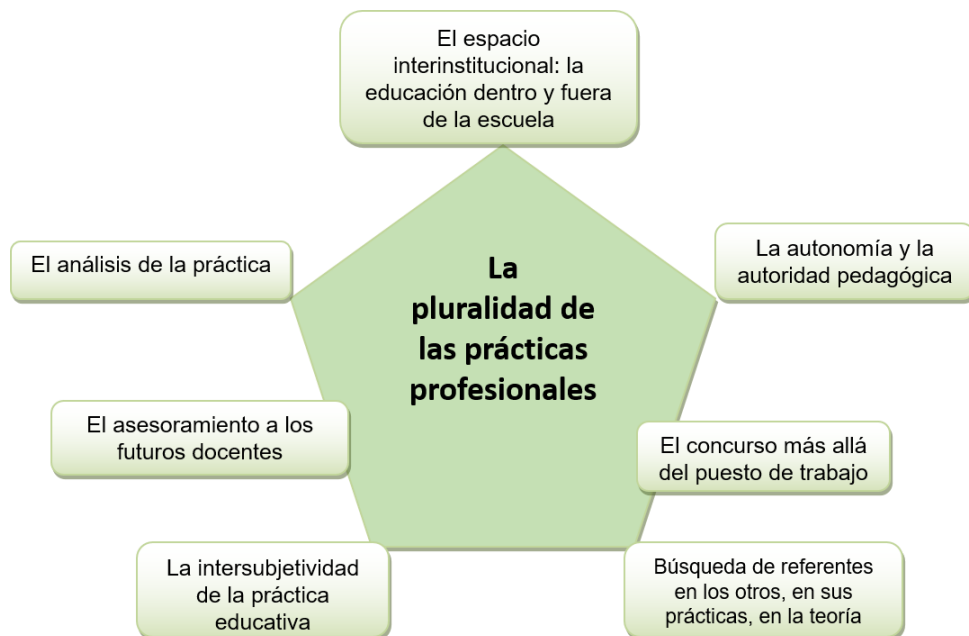 El espacio
interinstitucional: la
educación dentro y fuera
de la escuela
El análisis de la práctica
La
pluralidad de
las prácticas
profesionales
La autonomía y la
autoridad pedagógica
El asesoramiento a los
futuros docentes
El concurso más allá
del puesto de trabajo
La intersubjetividad
de la práctica
educativa
Búsqueda de referentes
en los otros, en sus
prácticas, en la teoría